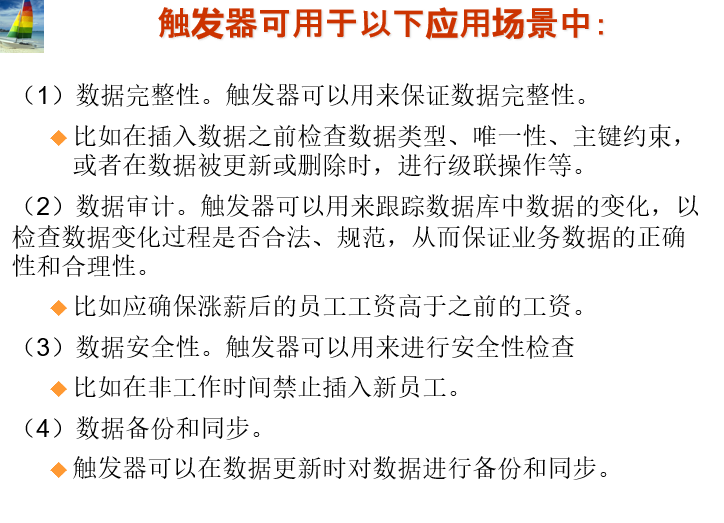 触发器可用于以下应用场景中：
（1）数据完整性。触发器可以用来保证数据完整性。
比如在插入数据之前检查数据类型、唯一性、主键约束，
或者在数据被更新或删除时，进行级联操作等。
（2）数据审计。触发器可以用来跟踪数据库中数据的变化，以
检查数据变化过程是否合法、规范，从而保证业务数据的正确
性和合理性。
比如应确保涨薪后的员工工资高于之前的工资。
（3）数据安全性。触发器可以用来进行安全性检查
比如在非工作时间禁止插入新员工。
（4）数据备份和同步。
触发器可以在数据更新时对数据进行备份和同步。